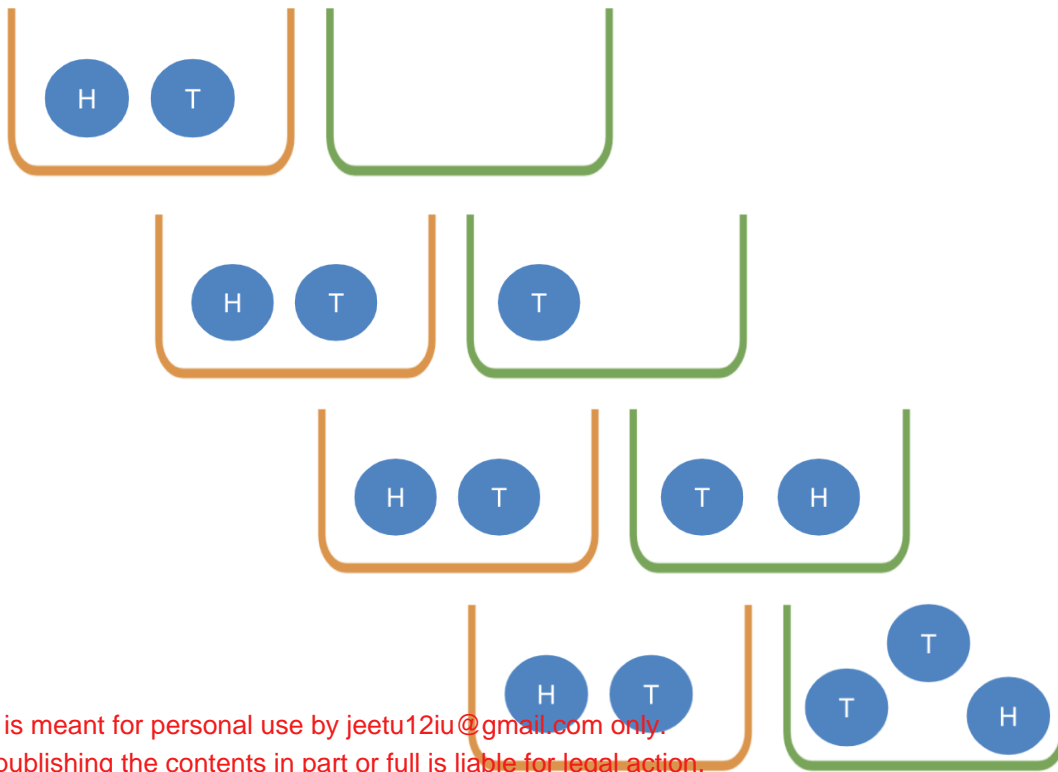 H T
H T T
H T T H
T
H T T H
is meant for personal use by jeetu12iu@gmail.com only.
publishing the contents in part or full is liable for legal action.